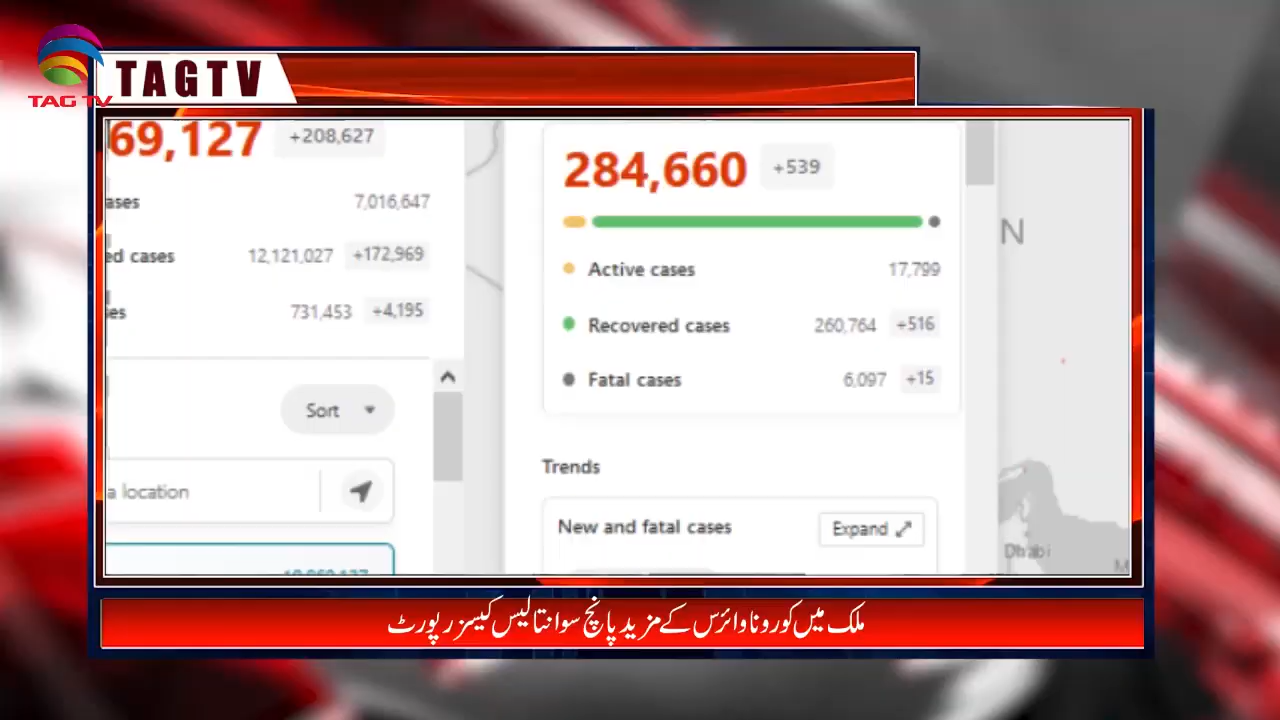 TAGTV
TAG TV
69,127 +208,627
ases 7,016,647
ed cases 12,121,027 +172,969
es 731,453 +4,195
Sort
a location
284,660 +539
Active cases 17,799
Recovered cases 260,764 +516
Fatal cases 6,097 +15
Trends
New and fatal cases Expand
N
Dhabi
M
ملک میں کورونا وائرس کے مزید پانچ سو انتالیس کیسز رپورٹ